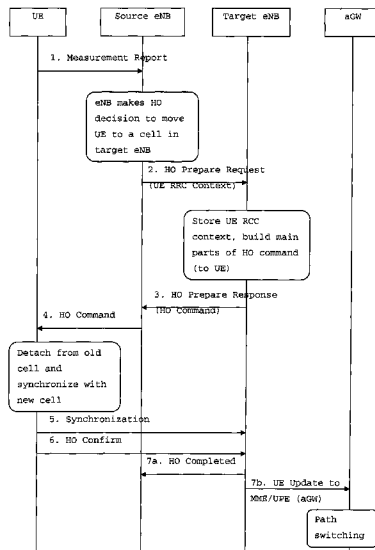 UE
Source eNB
Target eNB
aGW
1. Measurement Report
eNB makes HO
decision to move
UE to a cell in
target eNB
2. HO Prepare Request
(UE RRC Context)
Store UE RCC
context, build main
parts of HO command
(to UE)
3. HO Prepare Response
(HO Command)
4. HO Command
Detach from old
cell and
synchronize with
new cell
5. Synchronization
6. HO Confirm
7a. HO Completed
7b. UE Update to
MME/UPE (aGW)
Path
switching